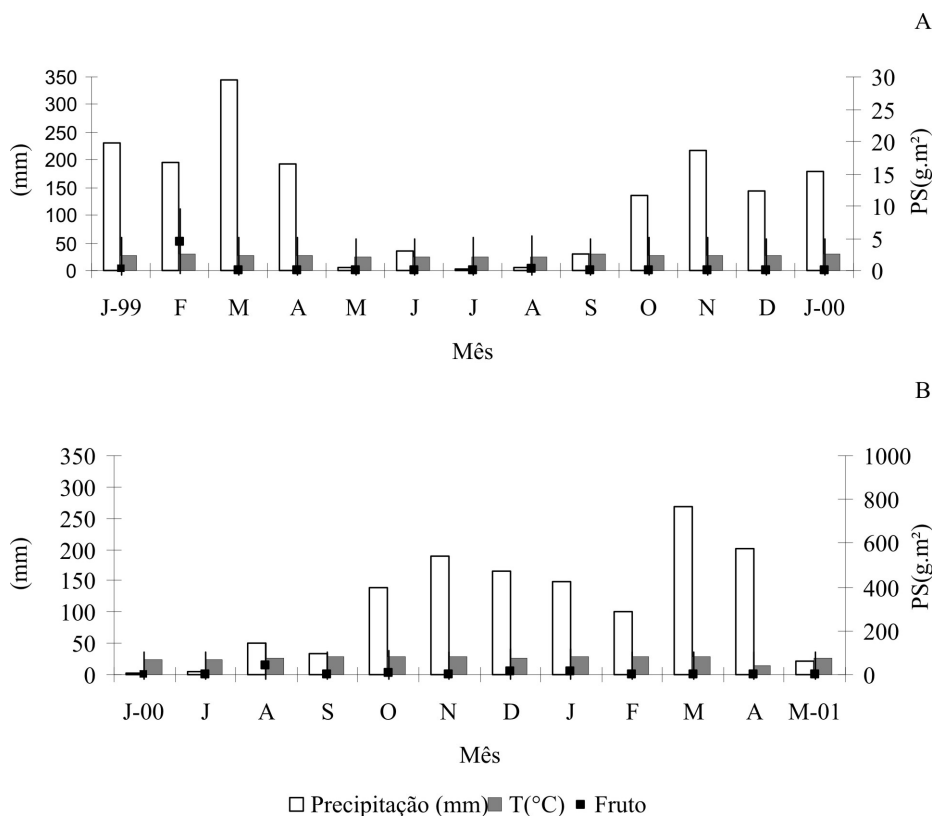 A
350 30
300 25
250 20
200 15
150
100 10
50 5
0 0
(mm)
PS(g.m²)
J-99 F M A M J J A S O N D J-00
Mês
B
350 1000
300 800
250 600
200
150 400
100 200
50
0 0
(mm)
PS(g.m²)
J-00 J A S O N D J F M A M-01
Mês
Precipitação (mm) T(°C) Fruto